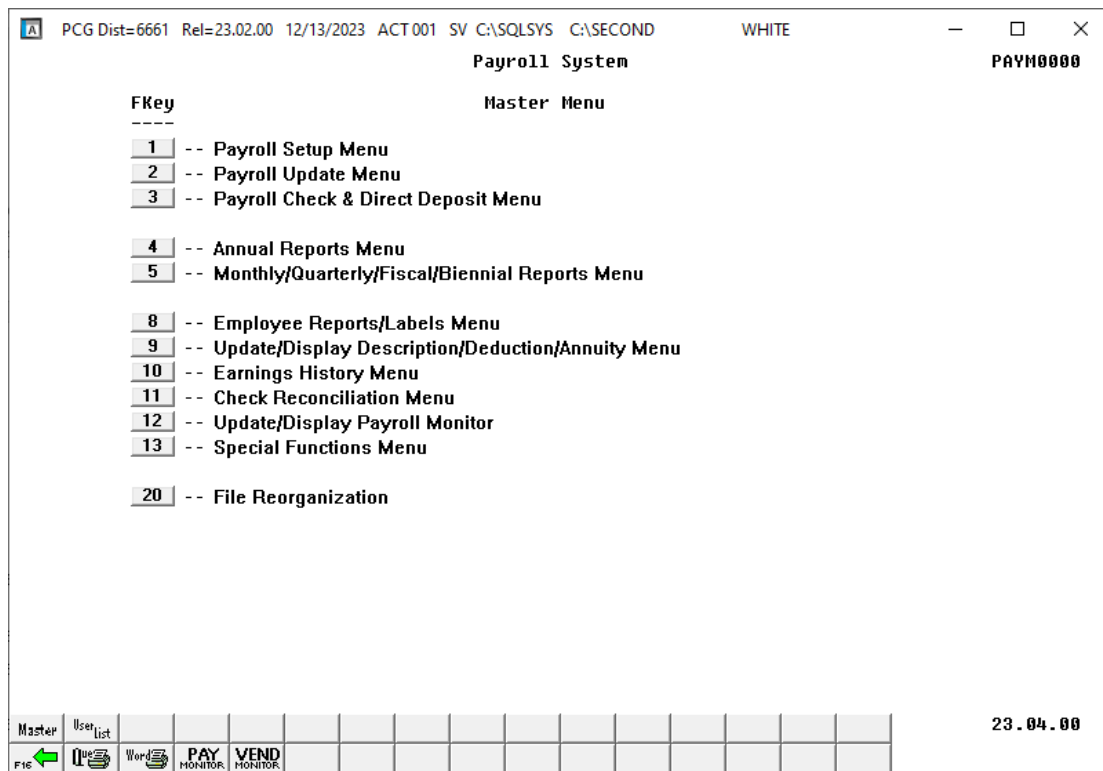 A PCG Dist=6661 Rel=23.02.00 12/13/2023 ACT 001 SV C:\SQLSYS C:\SECOND WHITE
Payroll System PAYM0000
FKey Master Menu
----
1 -- Payroll Setup Menu
2 -- Payroll Update Menu
3 -- Payroll Check & Direct Deposit Menu
4 -- Annual Reports Menu
5 -- Monthly/Quarterly/Fiscal/Biennial Reports Menu
8 -- Employee Reports/Labels Menu
9 -- Update/Display Description/Deduction/Annuity Menu
10 -- Earnings History Menu
11 -- Check Reconciliation Menu
12 -- Update/Display Payroll Monitor
13 -- Special Functions Menu
20 -- File Reorganization
Master User List 23.04.00
F16 Que Word PAY MONITOR VEND MONITOR